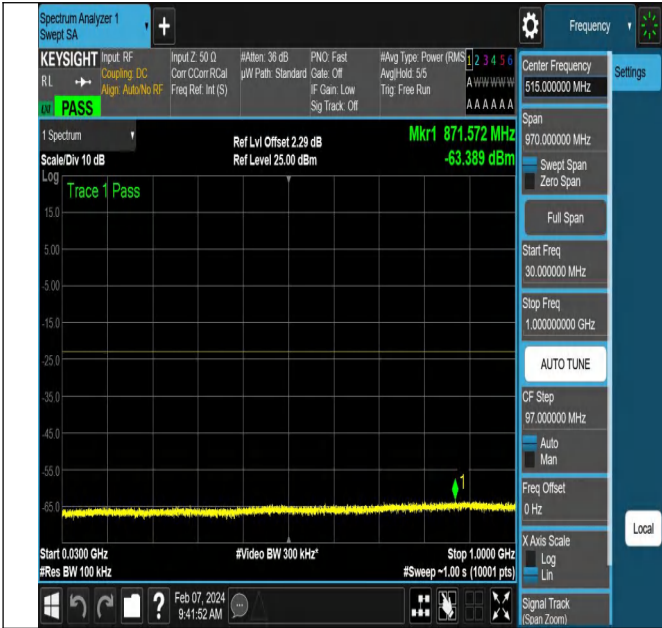 Spectrum Analyzer 1
Swept SA
+
Frequency
KEYSIGHT
RL
PASS
Input: RF
Coupling: DC
Align: Auto/No RF
Input Z: 50 Ω
Corr CCorr RCal
Freq Ref: Int (S)
#Atten: 36 dB
µW Path: Standard
PNO: Fast
Gate: Off
IF Gain: Low
Sig Track: Off
#Avg Type: Power (RMS
Avg|Hold: 5/5
Trig: Free Run
1 2 3 4 5 6
A W W W W W
A A A A A A
1 Spectrum
Scale/Div 10 dB
Log
Ref Lvl Offset 2.29 dB
Ref Level 25.00 dBm
Mkr1 871.572 MHz
-63.389 dBm
Trace 1 Pass
15.0
5.00
-5.00
-15.0
-25.0
-35.0
-45.0
-55.0
-65.0
1
Start 0.0300 GHz
#Res BW 100 kHz
#Video BW 300 kHz*
Stop 1.0000 GHz
#Sweep ~1.00 s (10001 pts)
?
Feb 07, 2024
9:41:52 AM
Center Frequency
515.000000 MHz
Settings
Span
970.000000 MHz
Swept Span
Zero Span
Full Span
Start Freq
30.000000 MHz
Stop Freq
1.000000000 GHz
AUTO TUNE
CF Step
97.000000 MHz
Auto
Man
Freq Offset
0 Hz
Local
X Axis Scale
Log
Lin
Signal Track
(Span Zoom)